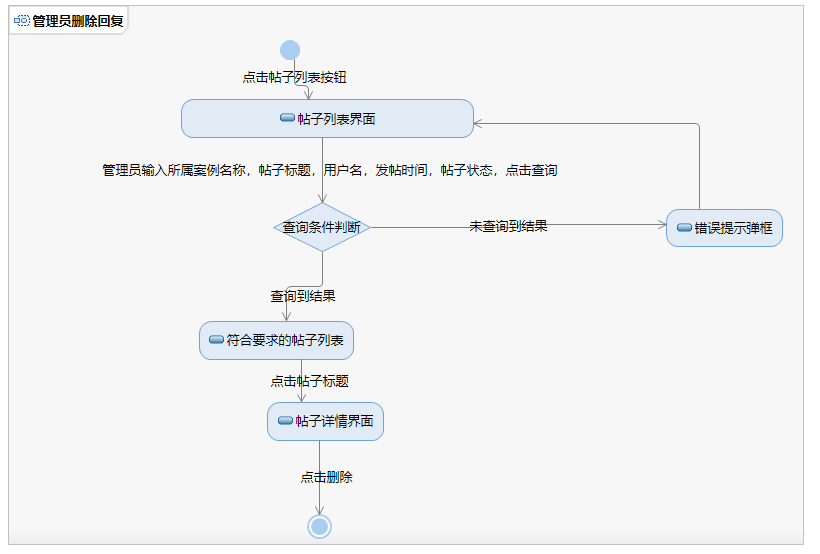 管理员删除回复
点击帖子列表按钮
帖子列表界面
管理员输入所属案例名称，帖子标题，用户名，发帖时间，帖子状态，点击查询
查询条件判断
未查询到结果
错误提示弹框
查询到结果
符合要求的帖子列表
点击帖子标题
帖子详情界面
点击删除